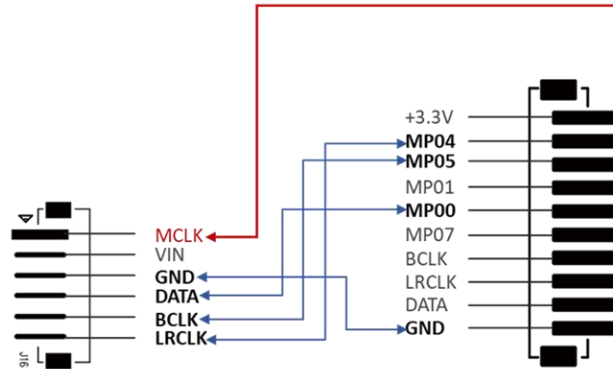 +3.3V
MP04
MP05
MP01
MP00
MP07
BCLK
LRCLK
DATA
GND
MCLK
VIN
GND
DATA
BCLK
LRCLK
J16